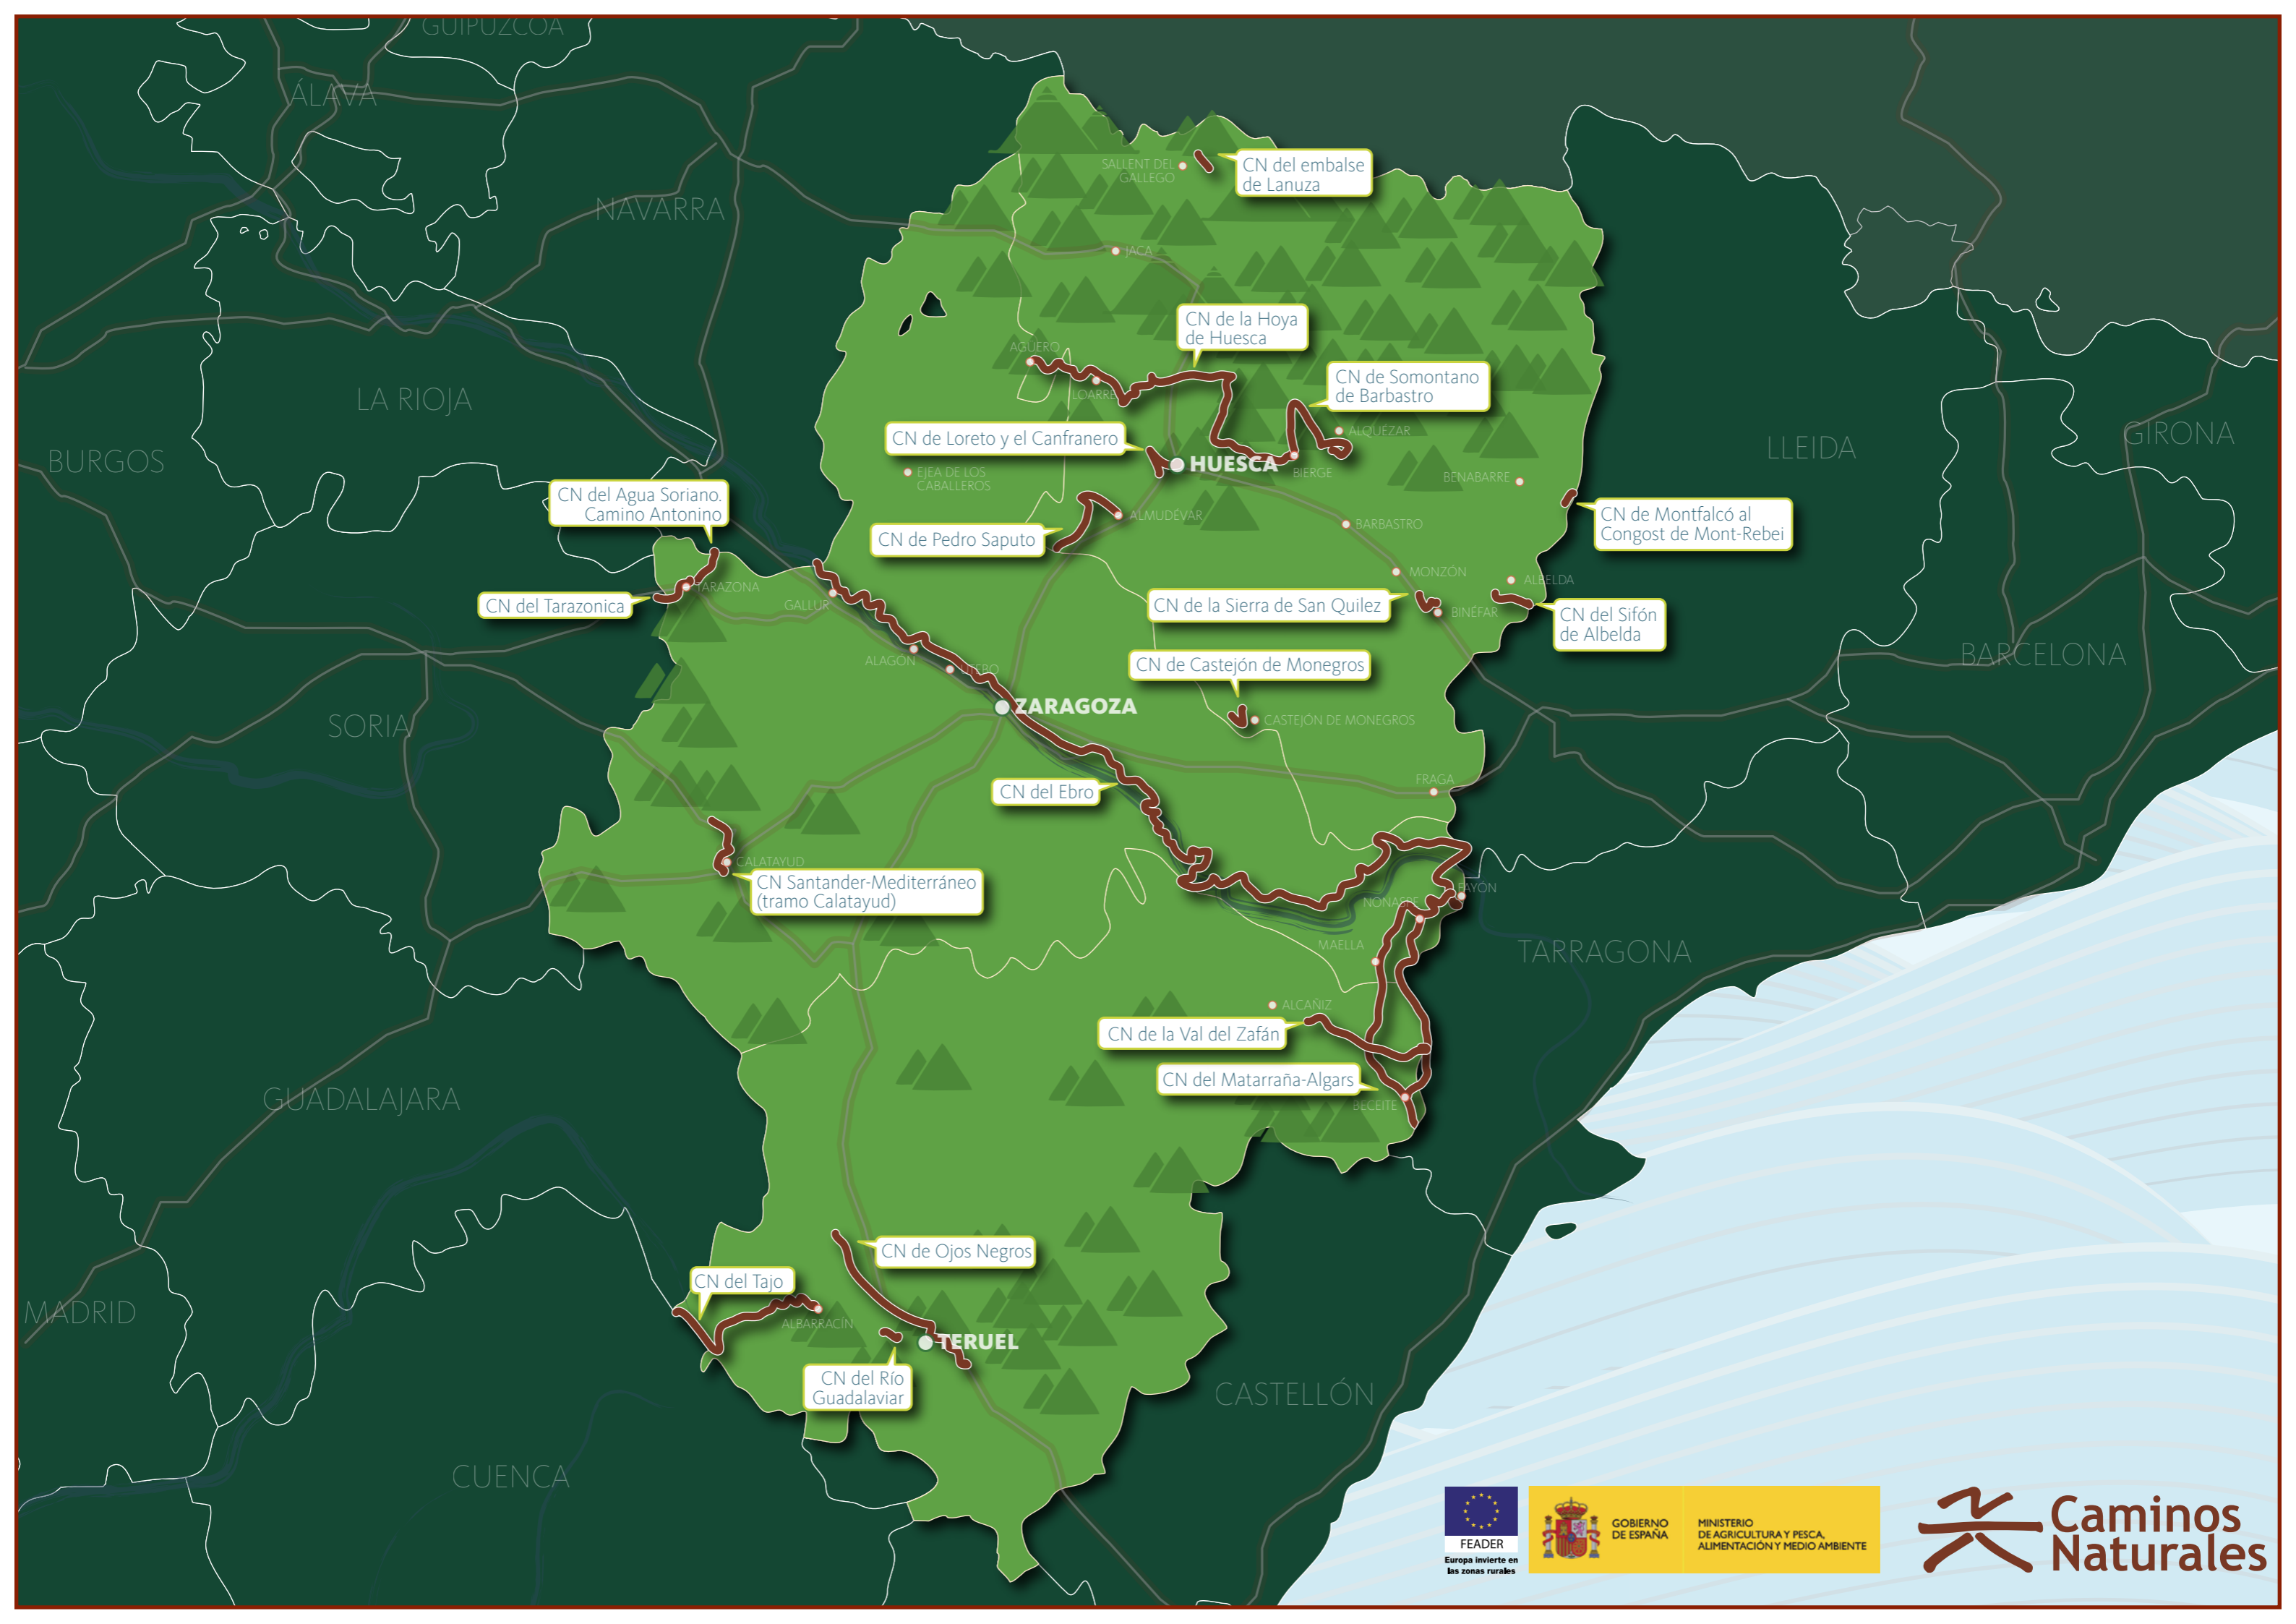 GUIPÚZCOA
ÁLAVA
NAVARRA
LA RIOJA
BURGOS
SORIA
GUADALAJARA
MADRID
CUENCA
CASTELLÓN
TARRAGONA
BARCELONA
GIRONA
LLEIDA
SALLENT DEL
GALLEGO
CN del embalse
de Lanuza
JACA
CN de la Hoya
de Huesca
AGÜERO
LOARRE
CN de Somontano
de Barbastro
ALQUÉZAR
CN de Loreto y el Canfranero
HUESCA
BIERGE
BENABARRE
EJEA DE LOS
CABALLEROS
CN del Agua Soriano.
Camino Antonino
CN de Pedro Saputo
ALMUDÉVAR
BARBASTRO
CN de Montfalcó al
Congost de Mont-Rebei
MONZÓN
ALBELDA
TARAZONA
CN del Tarazonica
GALLUR
CN de la Sierra de San Quilez
BINÉFAR
CN del Sifón
de Albelda
ALAGÓN
UTEBO
CN de Castejón de Monegros
ZARAGOZA
CASTEJÓN DE MONEGROS
CN del Ebro
FRAGA
CALATAYUD
CN Santander-Mediterráneo
(tramo Calatayud)
FAYÓN
NONASPE
MAELLA
ALCAÑIZ
CN de la Val del Zafán
CN del Matarraña-Algars
BECEITE
CN de Ojos Negros
CN del Tajo
ALBARRACÍN
TERUEL
CN del Río
Guadalaviar
FEADER
Europa invierte en
las zonas rurales
GOBIERNO
DE ESPAÑA
MINISTERIO
DE AGRICULTURA Y PESCA,
ALIMENTACIÓN Y MEDIO AMBIENTE
Caminos
Naturales